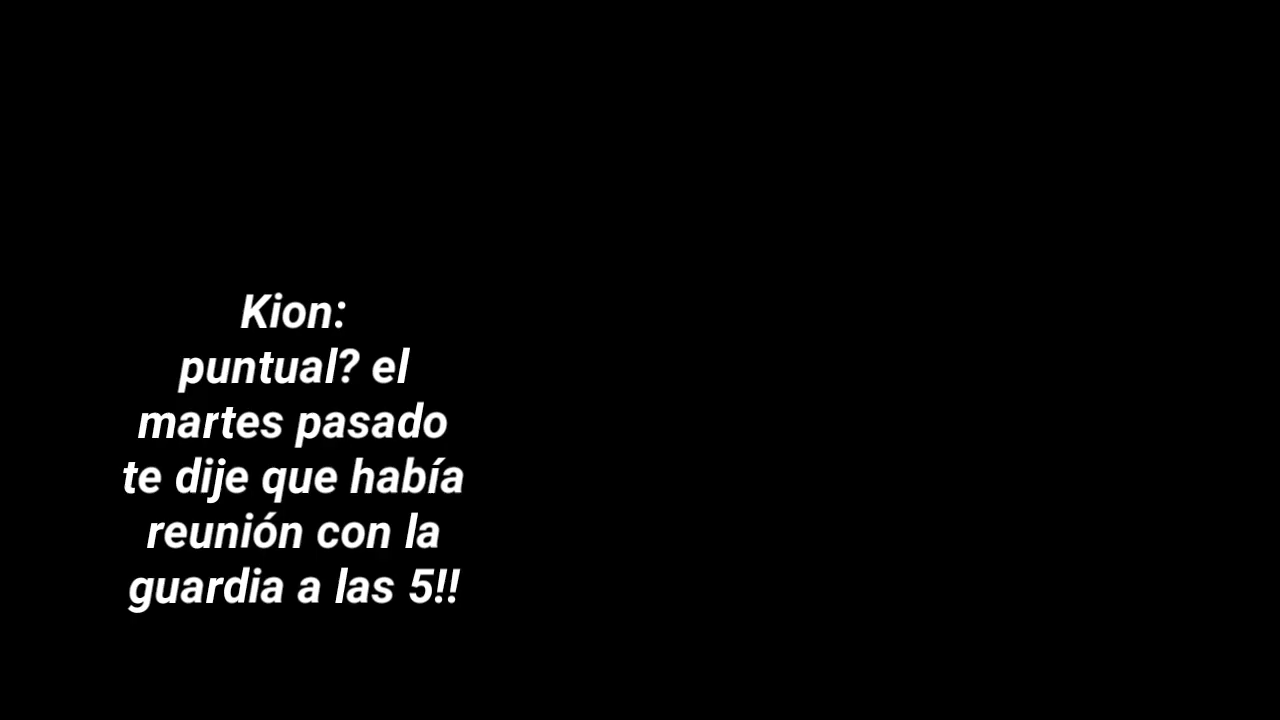 Kion:
puntual? el
martes pasado
te dije que había
reunión con la
guardia a las 5!!